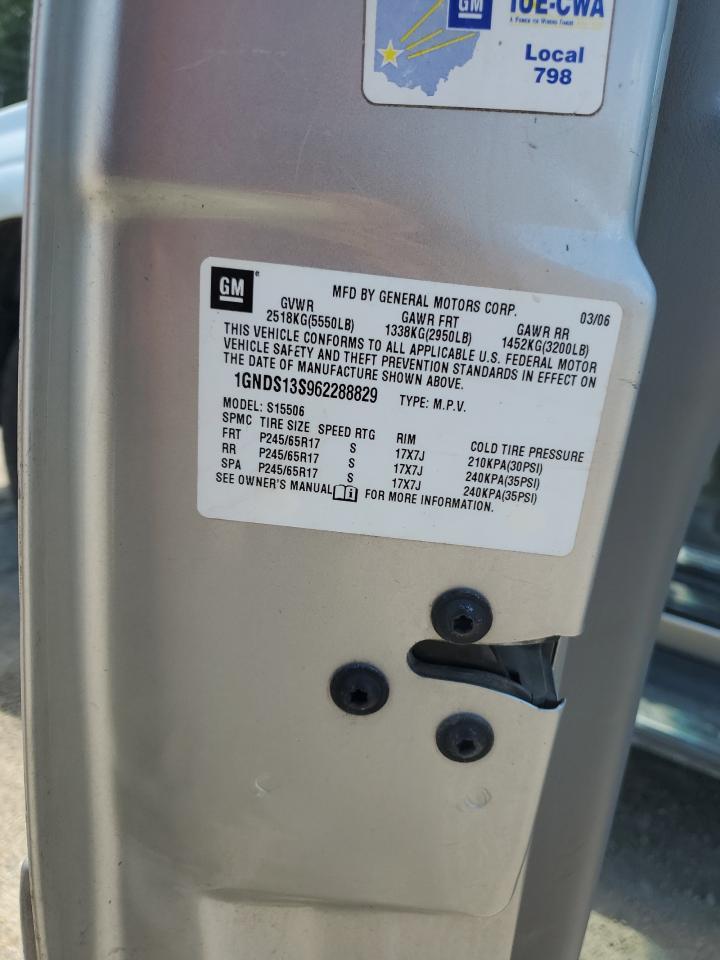 GM
IUE-CWA
Local
798
GM
MFD BY GENERAL MOTORS CORP.
03/06
GVWR
GAWR FRT
GAWR RR
2518KG(5550LB)
1338KG(2950LB)
1452KG(3200LB)
THIS VEHICLE CONFORMS TO ALL APPLICABLE U.S. FEDERAL MOTOR
VEHICLE SAFETY AND THEFT PREVENTION STANDARDS IN EFFECT ON
THE DATE OF MANUFACTURE SHOWN ABOVE.
1GNDS13S962288829 TYPE: M.P.V.
MODEL: S15506
SPMC TIRE SIZE SPEED RTG RIM COLD TIRE PRESSURE
FRT P245/65R17 S 17X7J 210KPA(30PSI)
RR P245/65R17 S 17X7J 240KPA(35PSI)
SPA P245/65R17 S 17X7J 240KPA(35PSI)
SEE OWNER'S MANUAL FOR MORE INFORMATION.